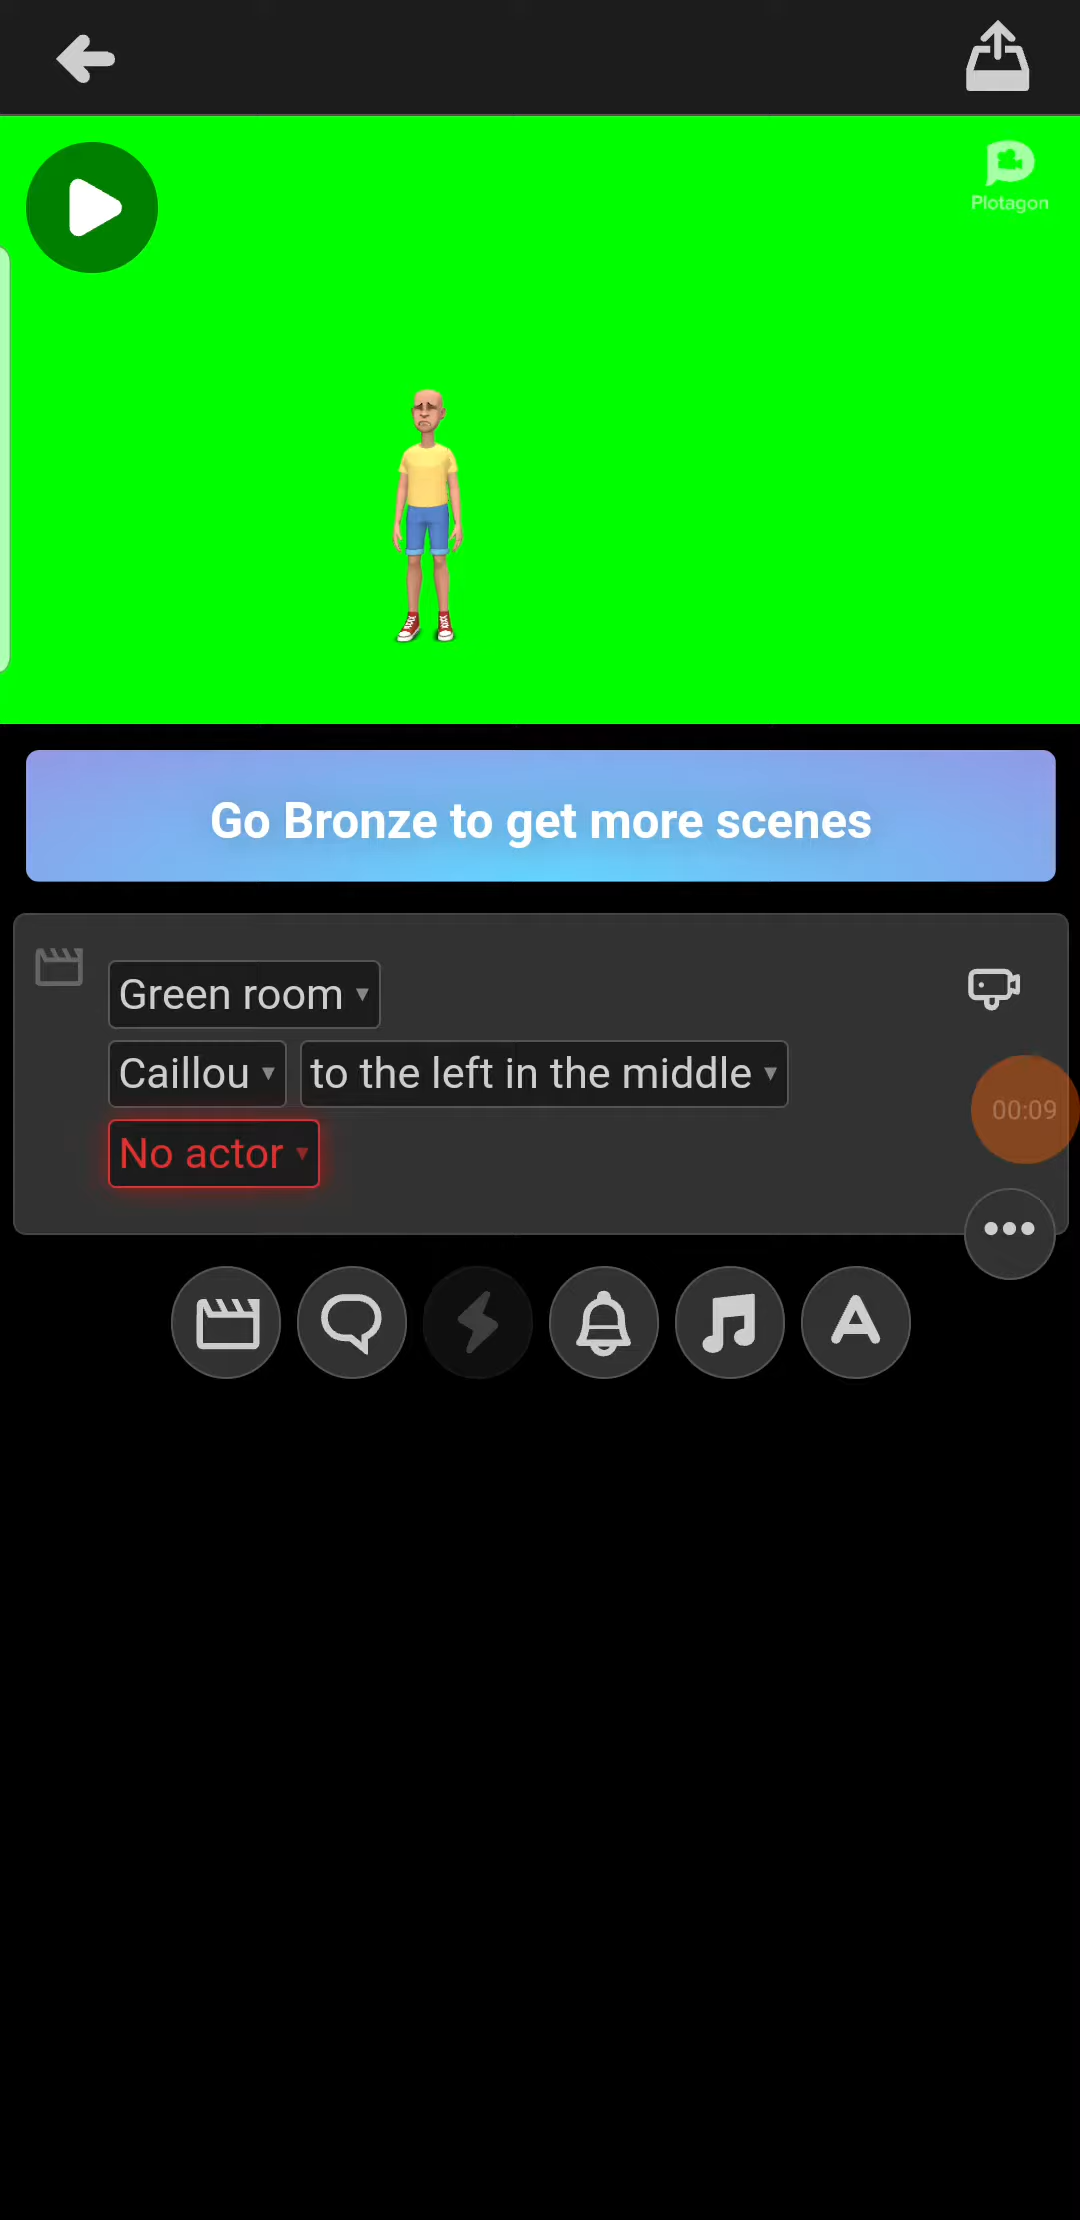 Plotagon
Go Bronze to get more scenes
Green room
Caillou to the left in the middle
00:09
No actor